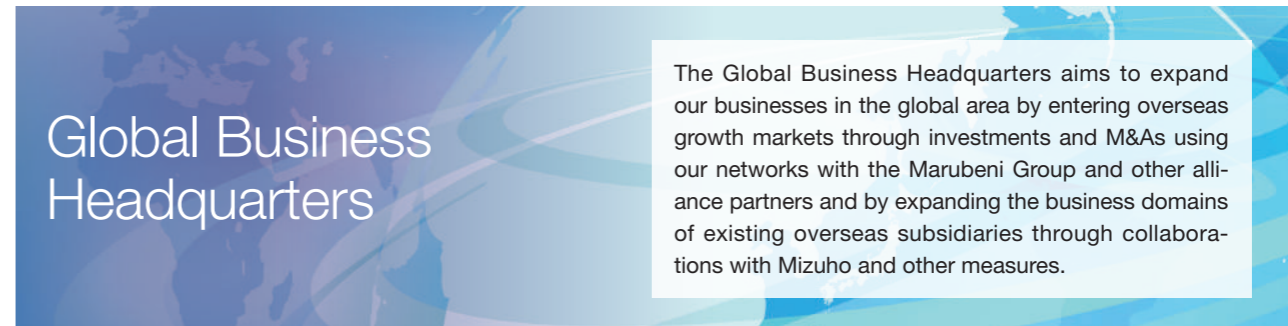 Global Business
Headquarters
The Global Business Headquarters aims to expand
our businesses in the global area by entering overseas
growth markets through investments and M&As using
our networks with the Marubeni Group and other alli-
ance partners and by expanding the business domains
of existing overseas subsidiaries through collabora-
tions with Mizuho and other measures.